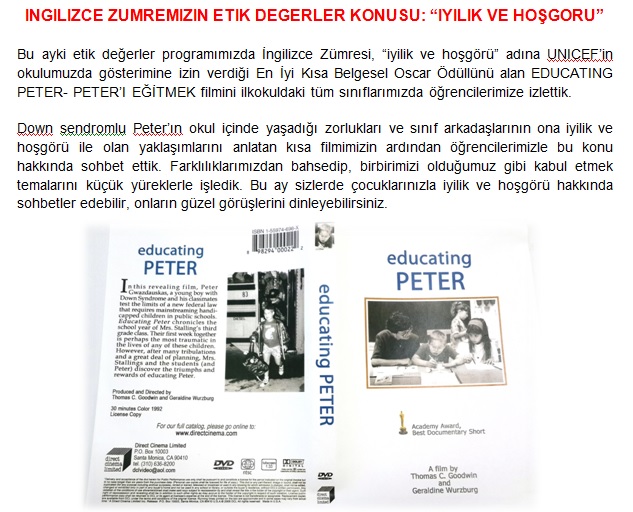 INGILIZCE ZUMREMIZIN ETIK DEGERLER KONUSU: “IYILIK VE HOŞGORU”
Bu ayki etik değerler programımızda İngilizce Zümresi, “iyilik ve hoşgörü” adına UNICEF’in
okulumuzda gösterimine izin verdiği En İyi Kısa Belgesel Oscar Ödüllünü alan EDUCATING
PETER- PETER’I EĞİTMEK filmini ilkokuldaki tüm sınıflarımızda öğrencilerimize izlettik.
Down sendromlu Peter’ın okul içinde yaşadığı zorlukları ve sınıf arkadaşlarının ona iyilik ve
hoşgörü ile olan yaklaşımlarını anlatan kısa filmimizin ardından öğrencilerimizle bu konu
hakkında sohbet ettik. Farklılıklarımızdan bahsedip, birbirimizi olduğumuz gibi kabul etmek
temalarını küçük yüreklerle işledik. Bu ay sizlerde çocuklarınızla iyilik ve hoşgörü hakkında
sohbetler edebilir, onların güzel görüşlerini dinleyebilirsiniz.
educating
PETER
In this revealing film, Peter
Gwazdauskas, a young boy with
Down Syndrome and his classmates
test the limits of a new federal law
that requires mainstreaming handi-
capped children in public schools.
Educating Peter chronicles the
school year of Mrs. Stalling's third
grade class. Their first week together
is perhaps the most traumatic in
the lives of any of these children.
However, after many tribulations
and a great deal of planning, Mrs.
Stallings and the students (and
Peter) discover the triumphs and
rewards of educating Peter.
Produced and Directed by
Thomas C. Goodwin and Geraldine Wurzburg
30 minutes Color 1992
License Copy
For our full catalog, please go online to:
www.directcinema.com
direct
cinema
limited
Direct Cinema Limited
P.O. Box 10003
Santa Monica, CA 90410
tel. (310) 636-8200
dclvideo@aol.com
DVD
educating PETER
DVD
educating
PETER
Academy Award,
Best Documentary Short
A film by
Thomas C. Goodwin
and
Geraldine Wurzburg